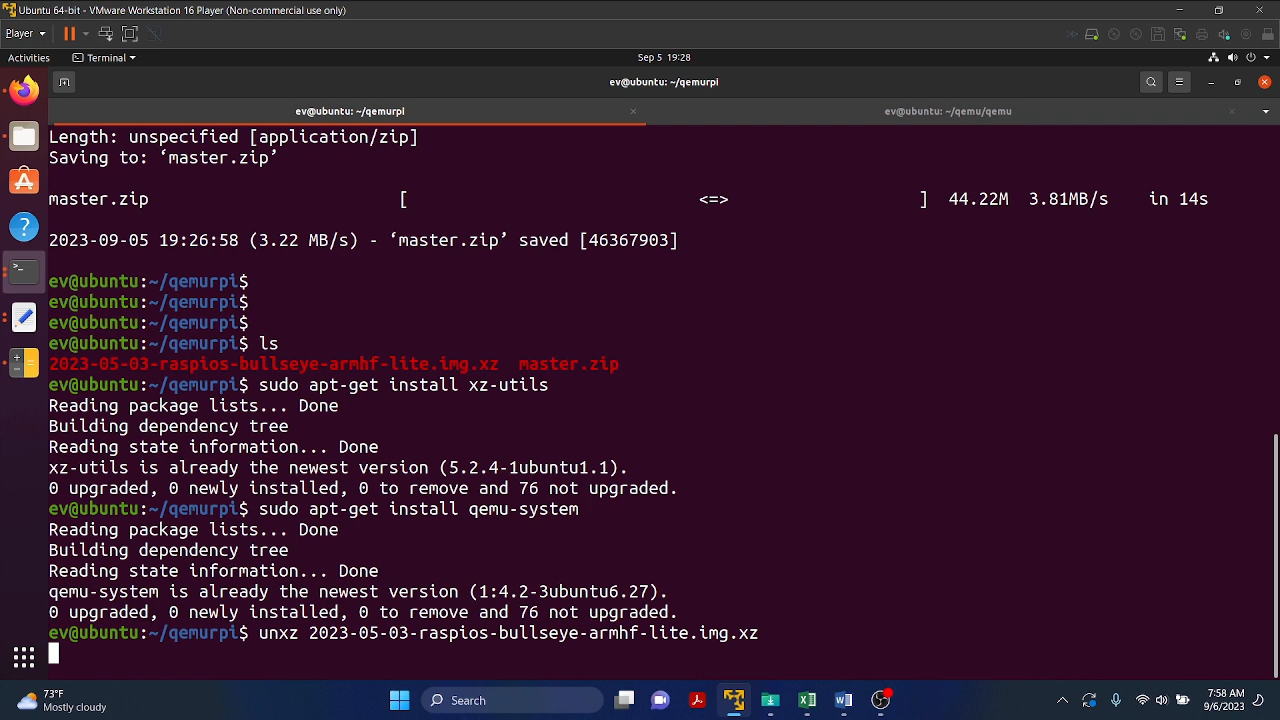 Ubuntu 64-bit - VMware Workstation 16 Player (Non-commercial use only)
Player
Activities
Terminal
Sep 5 19:28
ev@ubuntu: ~/qemurpi
ev@ubuntu: ~/qemurpi
ev@ubuntu: ~/qemu/qemu
Length: unspecified [application/zip]
Saving to: ‘master.zip’
master.zip [ <=> ] 44.22M 3.81MB/s in 14s
2023-09-05 19:26:58 (3.22 MB/s) - ‘master.zip’ saved [46367903]
ev@ubuntu:~/qemurpi$
ev@ubuntu:~/qemurpi$
ev@ubuntu:~/qemurpi$
ev@ubuntu:~/qemurpi$ ls
2023-05-03-raspios-bullseye-armhf-lite.img.xz master.zip
ev@ubuntu:~/qemurpi$ sudo apt-get install xz-utils
Reading package lists... Done
Building dependency tree
Reading state information... Done
xz-utils is already the newest version (5.2.4-1ubuntu1.1).
0 upgraded, 0 newly installed, 0 to remove and 76 not upgraded.
ev@ubuntu:~/qemurpi$ sudo apt-get install qemu-system
Reading package lists... Done
Building dependency tree
Reading state information... Done
qemu-system is already the newest version (1:4.2-3ubuntu6.27).
0 upgraded, 0 newly installed, 0 to remove and 76 not upgraded.
ev@ubuntu:~/qemurpi$ unxz 2023-05-03-raspios-bullseye-armhf-lite.img.xz
73°F
Mostly cloudy
Search
7:58 AM
9/6/2023